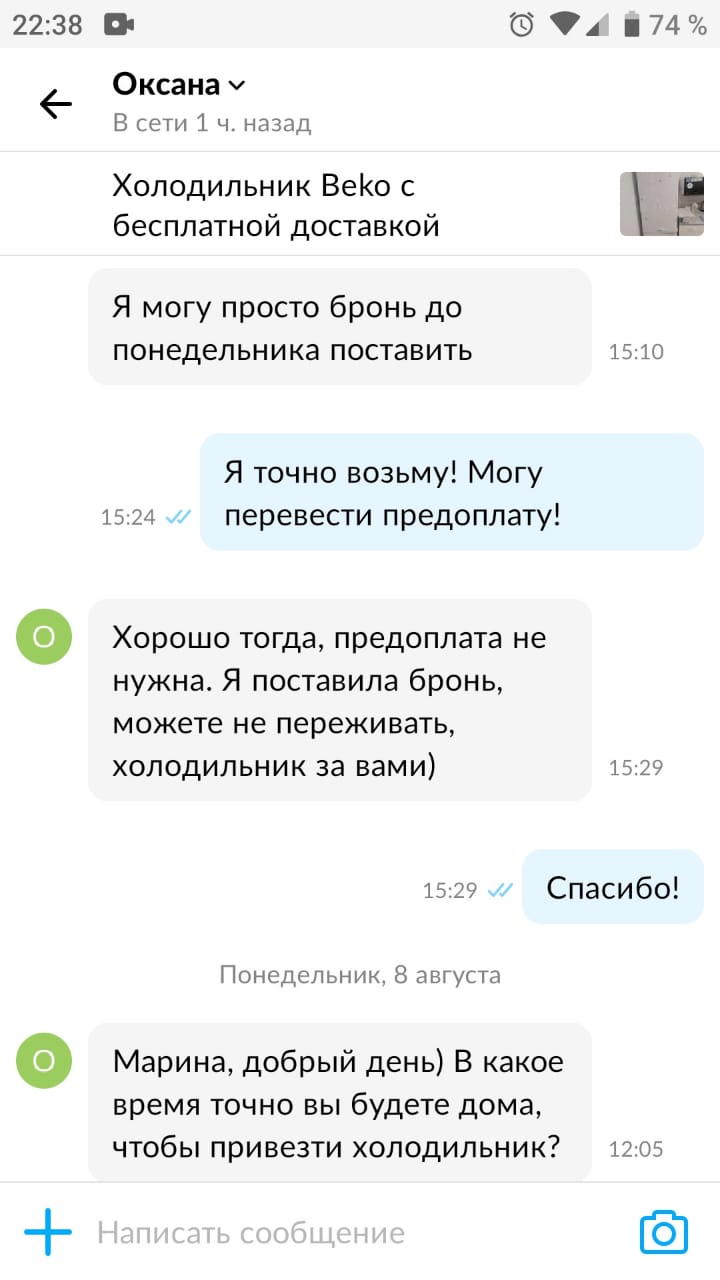 22:38 74 %
Оксана
В сети 1 ч. назад
Холодильник Beko с
бесплатной доставкой
Я могу просто бронь до
понедельника поставить
15:10
Я точно возьму! Могу
перевести предоплату!
15:24
О
Хорошо тогда, предоплата не
нужна. Я поставила бронь,
можете не переживать,
холодильник за вами)
15:29
15:29 Спасибо!
Понедельник, 8 августа
О
Марина, добрый день) В какое
время точно вы будете дома,
чтобы привезти холодильник?
12:05
Написать сообщение